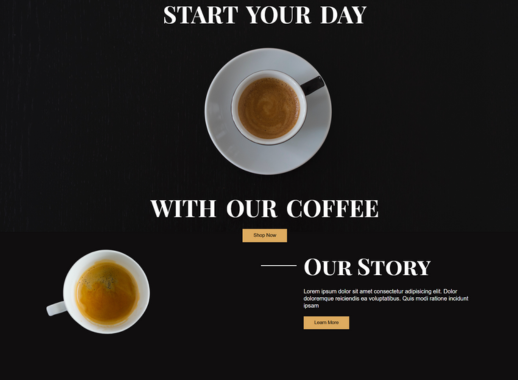 START YOUR DAY
WITH OUR COFFEE
Shop Now
OUR STORY
Lorem ipsum dolor sit amet consectetur adipisicing elit. Dolor
doloremque reiciendis ea voluptatibus. Quis modi ratione incidunt
ipsam
Learn More